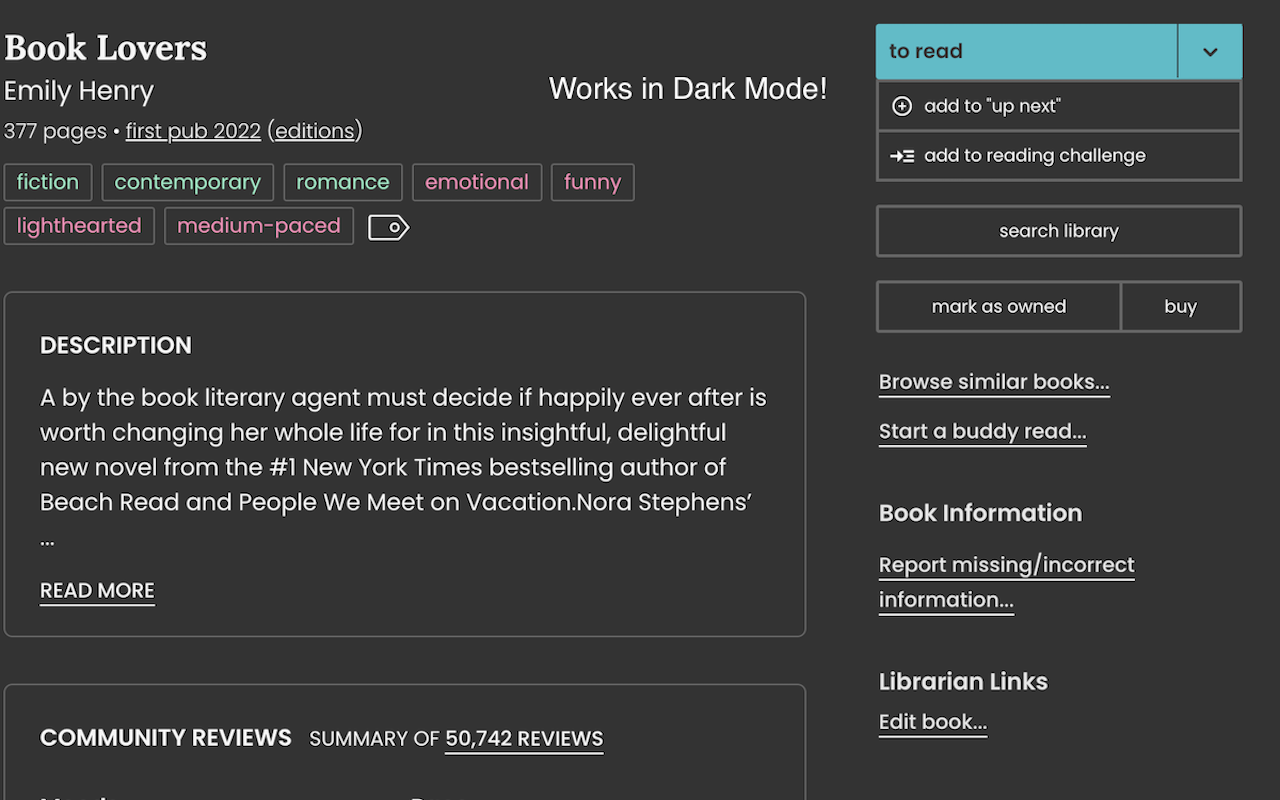 Book Lovers
Emily Henry
Works in Dark Mode!
377 pages • first pub 2022 (editions)
fiction contemporary romance emotional funny
lighthearted medium-paced
DESCRIPTION
A by the book literary agent must decide if happily ever after is
worth changing her whole life for in this insightful, delightful
new novel from the #1 New York Times bestselling author of
Beach Read and People We Meet on Vacation.Nora Stephens’
...
READ MORE
COMMUNITY REVIEWS SUMMARY OF 50,742 REVIEWS
to read
add to "up next"
add to reading challenge
search library
mark as owned buy
Browse similar books...
Start a buddy read...
Book Information
Report missing/incorrect
information...
Librarian Links
Edit book...